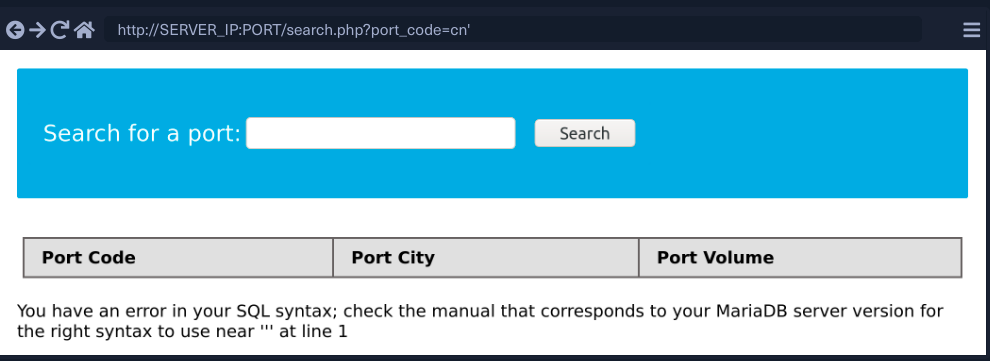 http://SERVER_IP:PORT/search.php?port_code=cn'
Search for a port: Search
Port Code Port City Port Volume
You have an error in your SQL syntax; check the manual that corresponds to your MariaDB server version for
the right syntax to use near ''' at line 1